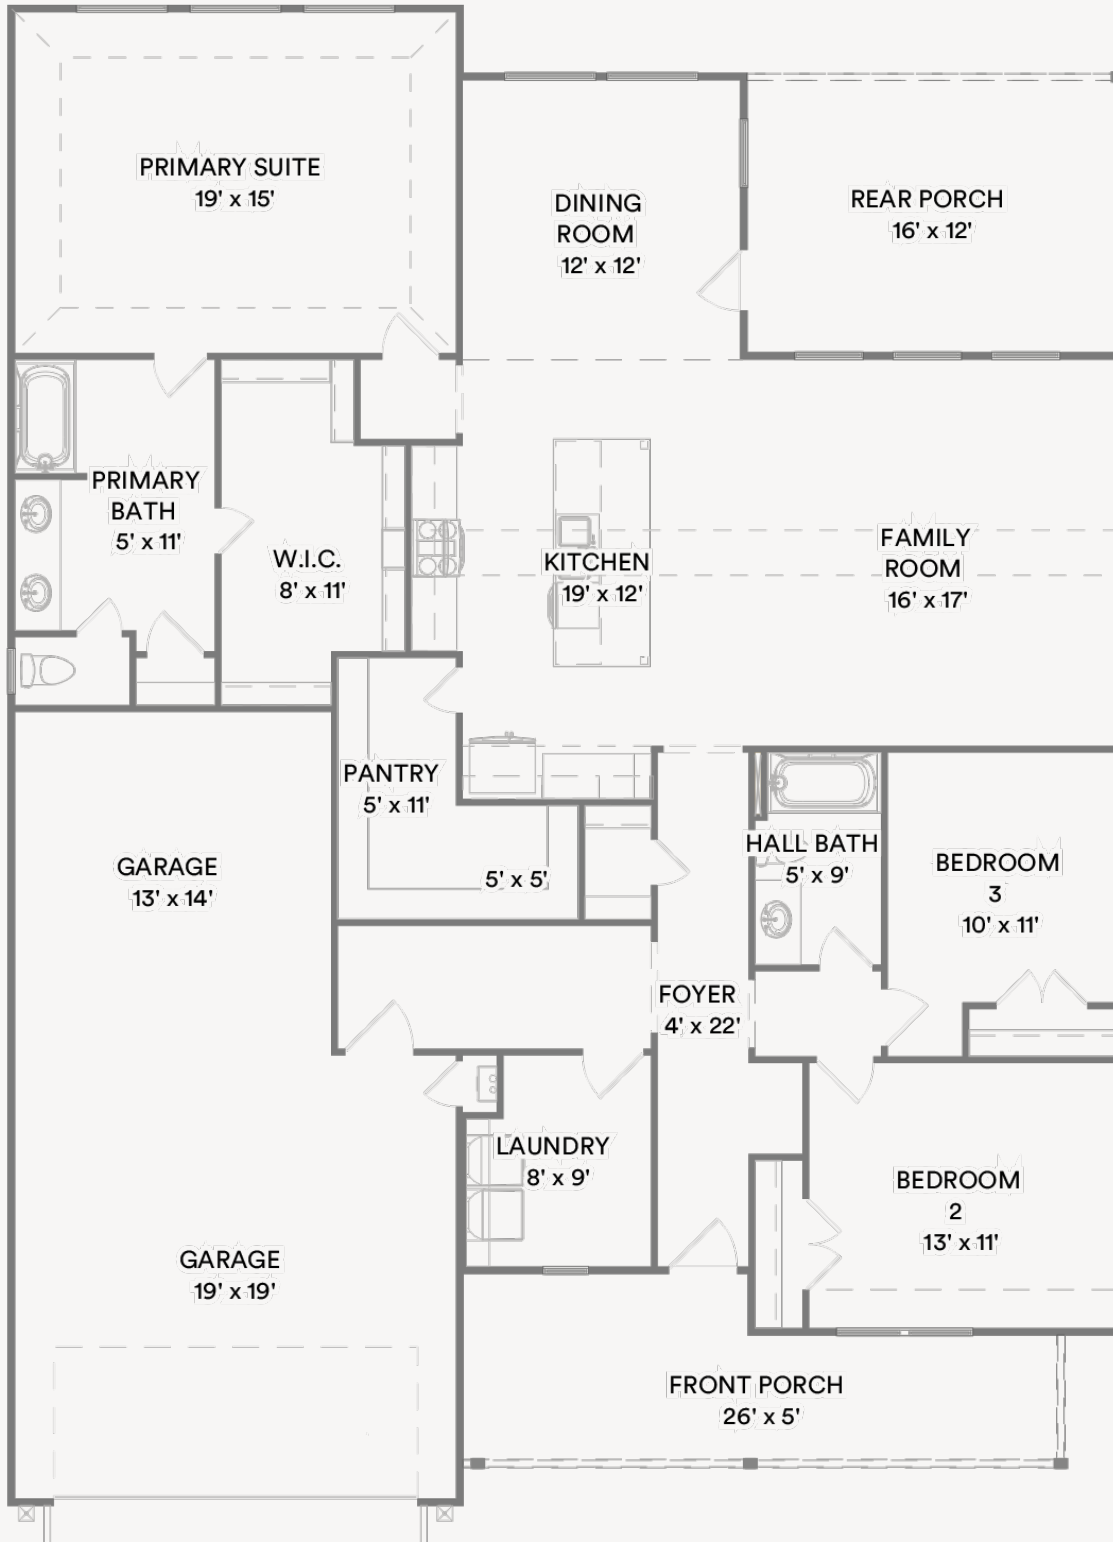 PRIMARY SUITE
19' x 15'
DINING
ROOM
12' x 12'
REAR PORCH
16' x 12'
PRIMARY
BATH
5' x 11'
W.I.C.
8' x 11'
KITCHEN
19' x 12'
FAMILY
ROOM
16' x 17'
PANTRY
5' x 11'
5' x 5'
GARAGE
13' x 14'
HALL BATH
5' x 9'
BEDROOM
3
10' x 11'
FOYER
4' x 22'
LAUNDRY
8' x 9'
BEDROOM
2
13' x 11'
GARAGE
19' x 19'
FRONT PORCH
26' x 5'